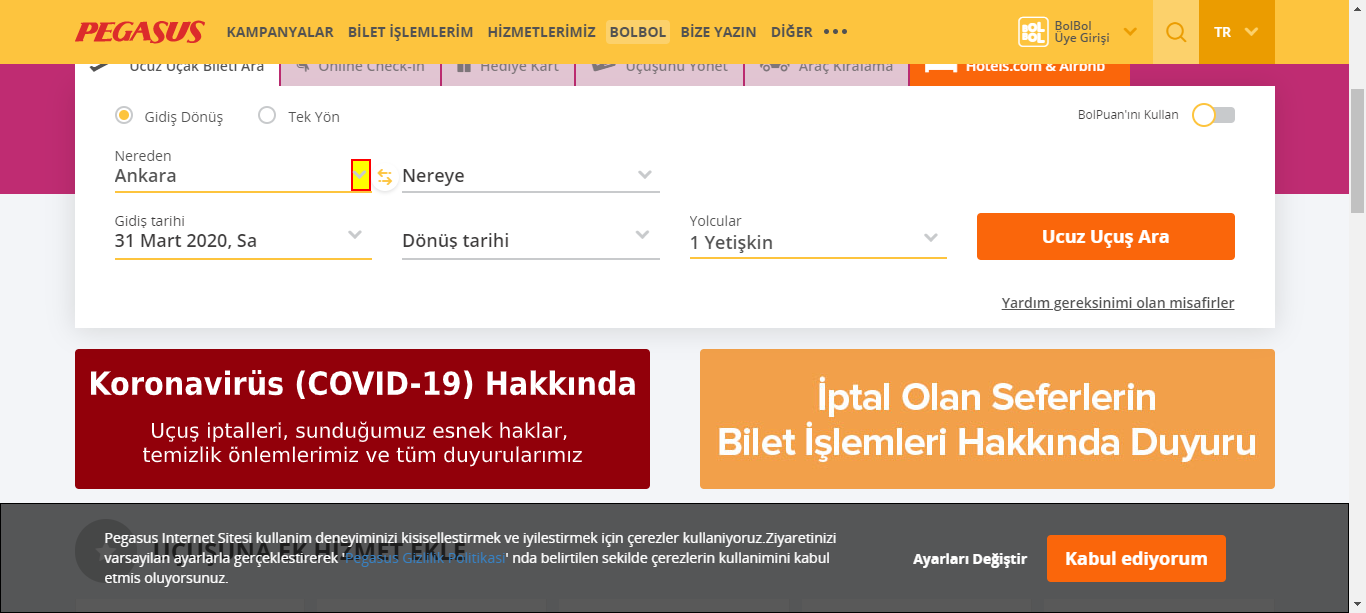 PEGASUS
KAMPANYALAR BİLET İŞLEMLERİM HİZMETLERİMİZ BOLBOL BİZE YAZIN DİĞER •••
BOL BOL
BolBol
Üye Girişi
TR
Ucuz Uçak Bileti Ara Online Check-in Hediye Kart Uçuşunu Yönet Araç Kiralama Hotels.com & Airbnb
Gidiş Dönüş Tek Yön BolPuan'ını Kullan
Nereden
Ankara Nereye
Gidiş tarihi Yolcular
31 Mart 2020, Sa Dönüş tarihi 1 Yetişkin Ucuz Uçuş Ara
Yardım gereksinimi olan misafirler
Koronavirüs (COVID-19) Hakkında
Uçuş iptalleri, sunduğumuz esnek haklar,
temizlik önlemlerimiz ve tüm duyurularımız
İptal Olan Seferlerin
Bilet İşlemleri Hakkında Duyuru
UÇUŞUNA EK HİZMET EKLE
Pegasus Internet Sitesi kullanım deneyiminizi kisisellestirmek ve iyilestirmek için çerezler kullaniyoruz.Ziyaretinizi
varsayilan ayarlarla gerçeklestirerek 'Pegasus Gizlilik Politikasi' nda belirtilen sekilde çerezlerin kullanimini kabul
etmis oluyorsunuz.
Ayarları Değiştir Kabul ediyorum